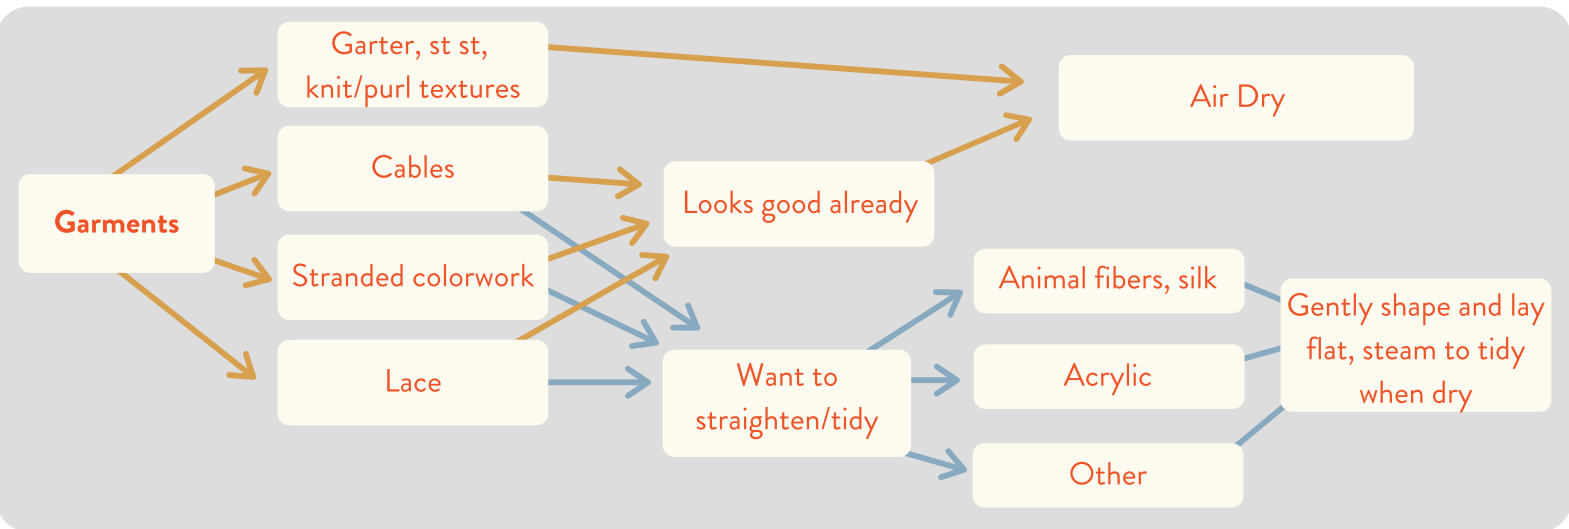 Garments
Garter, st st,
knit/purl textures
Cables
Stranded colorwork
Lace
Looks good already
Want to
straighten/tidy
Air Dry
Animal fibers, silk
Acrylic
Other
Gently shape and lay
flat, steam to tidy
when dry